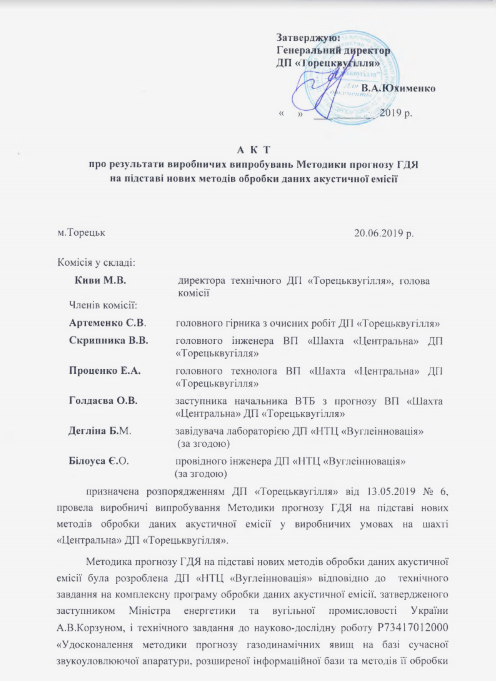 Затверджую:
Генеральний директор
ДП «Торецквугілля»
В.А.Юхименко
« » 2019 р.
А К Т
про результати виробничих випробувань Методики прогнозу ГДЯ
на підставі нових методів обробки даних акустичної емісії
м.Торецьк 20.06.2019 р.
Комісія у складі:
Киви М.В. директора технічного ДП «Торецьквугілля», голова
комісії
Членів комісії:
Артеменко С.В. головного гірника з очисних робіт ДП «Торецьквугілля»
Скрипника В.В. головного інженера ВП «Шахта «Центральна» ДП
«Торецьквугілля»
Проценко Е.А. головного технолога ВП «Шахта «Центральна» ДП
«Торецьквугілля»
Голдаєва О.В. заступника начальника ВТБ з прогнозу ВП «Шахта
«Центральна» ДП «Торецьквугілля»
Дегліна Б.М. завідувача лабораторією ДП «НТЦ «Вуглеінновація»
(за згодою)
Білоуса Є.О. провідного інженера ДП «НТЦ «Вуглеінновація»
(за згодою)
призначена розпорядженням ДП «Торецьквугілля» від 13.05.2019 № 6,
провела виробничі випробування Методики прогнозу ГДЯ на підставі нових
методів обробки даних акустичної емісії у виробничих умовах на шахті
«Центральна» ДП «Торецьквугілля».
Методика прогнозу ГДЯ на підставі нових методів обробки даних акустичної
емісії була розроблена ДП «НТЦ «Вуглеінновація» відповідно до технічного
завдання на комплексну програму обробки даних акустичної емісії, затвердженого
заступником Міністра енергетики та вугільної промисловості України
А.В.Корзуном, і технічного завдання до науково-дослідну роботу Р73417012000
«Удосконалення методики прогнозу газодинамічних явищ на базі сучасної
звукоуловлюючої апаратури, розширеної інформаційної бази та методів її обробки